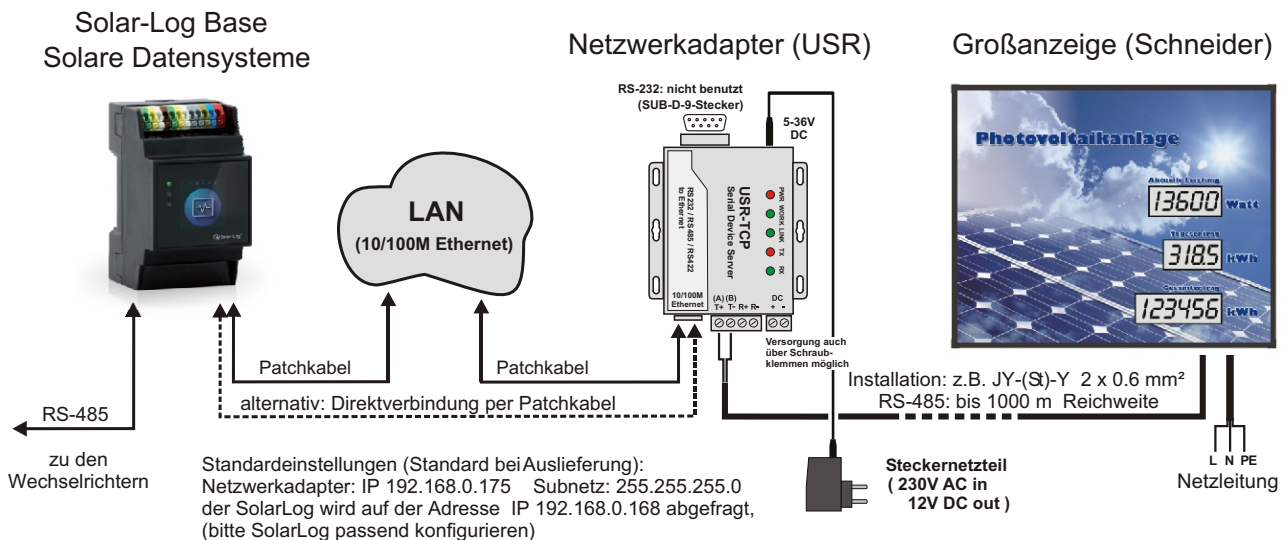 Solar-Log Base
Solare Datensysteme
Netzwerkadapter (USR)
Großanzeige (Schneider)
RS-232: nicht benutzt
(SUB-D-9-Stecker)
5-36V
DC
RS232 / RS485 / RS422
to Ethernet
USR-TCP
Serial Device Server
PWR WORK LINK TX RX
10/100M
Ethernet
(A) (B)
T+ T- R+ R-
DC
+ -
Versorgung auch
über Schraub-
klemmen möglich
Solar-Log
LAN
(10/100M Ethernet)
Photovoltaikanlage
Aktuelle Leistung
13600 Watt
Tagesertrag
318.5 kWh
Gesamtertrag
123456 kWh
Patchkabel
Patchkabel
alternativ: Direktverbindung per Patchkabel
Installation: z.B. JY-(St)-Y 2 x 0.6 mm²
RS-485: bis 1000 m Reichweite
RS-485
zu den
Wechselrichtern
Standardeinstellungen (Standard bei Auslieferung):
Netzwerkadapter: IP 192.168.0.175 Subnetz: 255.255.255.0
der SolarLog wird auf der Adresse IP 192.168.0.168 abgefragt,
(bitte SolarLog passend konfigurieren)
Steckernetzteil
( 230V AC in
12V DC out )
L N PE
Netzleitung